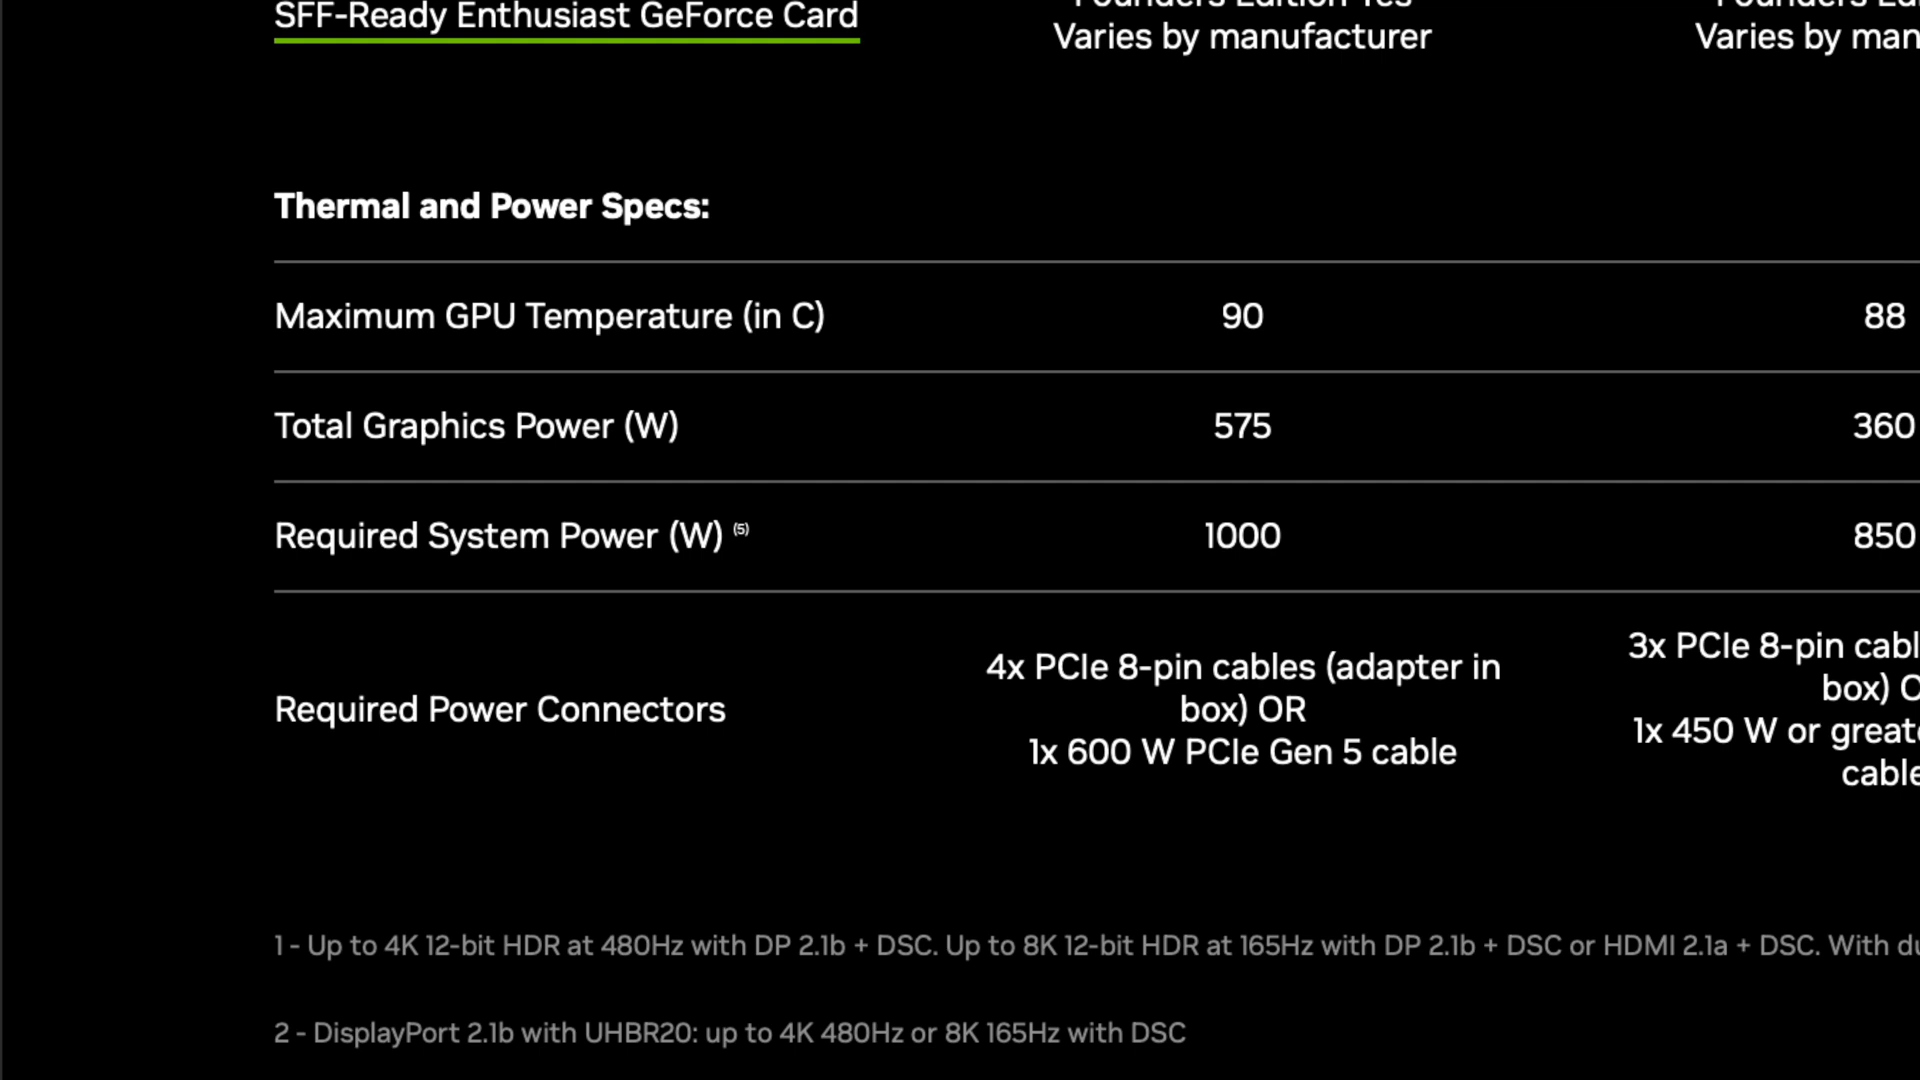 SFF-Ready Enthusiast GeForce Card
Founders Edition Yes
Varies by manufacturer
Varies by
Thermal and Power Specs:
Maximum GPU Temperature (in C) 90 88
Total Graphics Power (W) 575 360
Required System Power (W) (5) 1000 850
Required Power Connectors
4x PCIe 8-pin cables (adapter in
box) OR
1x 600 W PCIe Gen 5 cable
3x PCIe 8-pin
box)
1x 450 W or
1 - Up to 4K 12-bit HDR at 480Hz with DP 2.1b + DSC. Up to 8K 12-bit HDR at 165Hz with DP 2.1b + DSC or HDMI 2.1a + DSC. With
2 - DisplayPort 2.1b with UHBR20: up to 4K 480Hz or 8K 165Hz with DSC